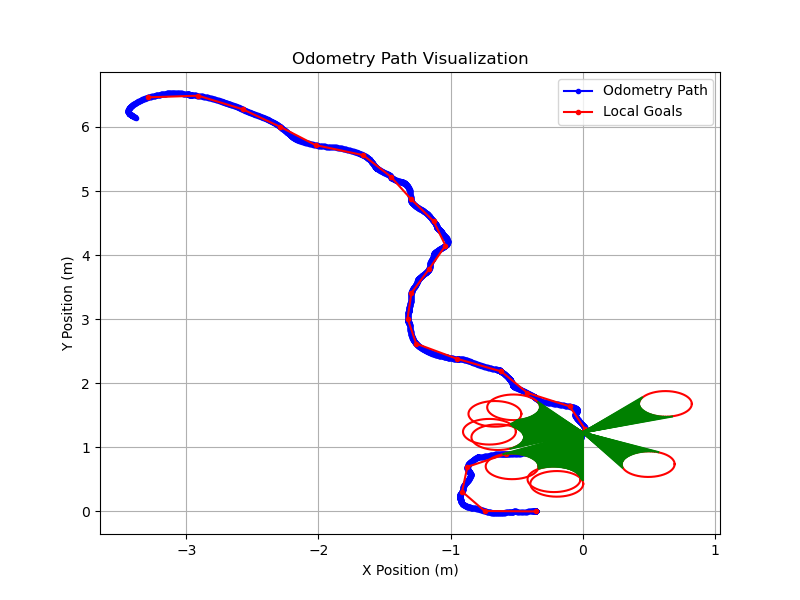 Odometry Path Visualization
Odometry Path
Local Goals
Y Position (m)
6
5
4
3
2
1
0
−3
−2
−1
0
1
X Position (m)